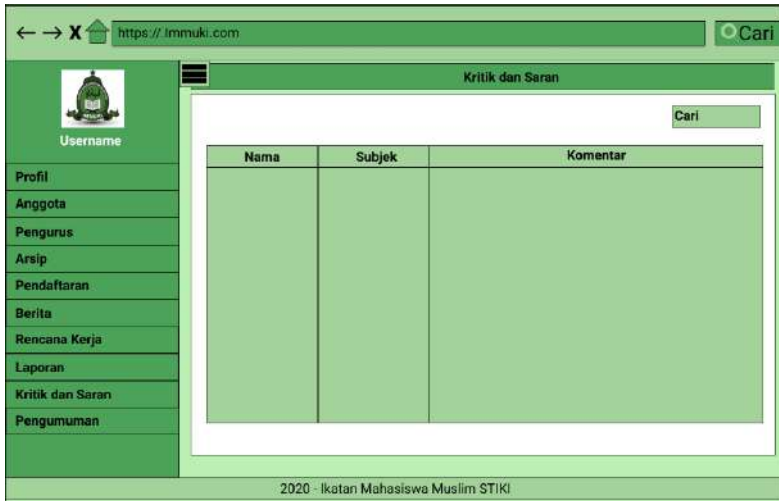 X https://.Immuki.com Cari
Username
Kritik dan Saran
Cari
Nama Subjek Komentar
Profil
Anggota
Pengurus
Arsip
Pendaftaran
Berita
Rencana Kerja
Laporan
Kritik dan Saran
Pengumuman
2020 - Ikatan Mahasiswa Muslim STIKI